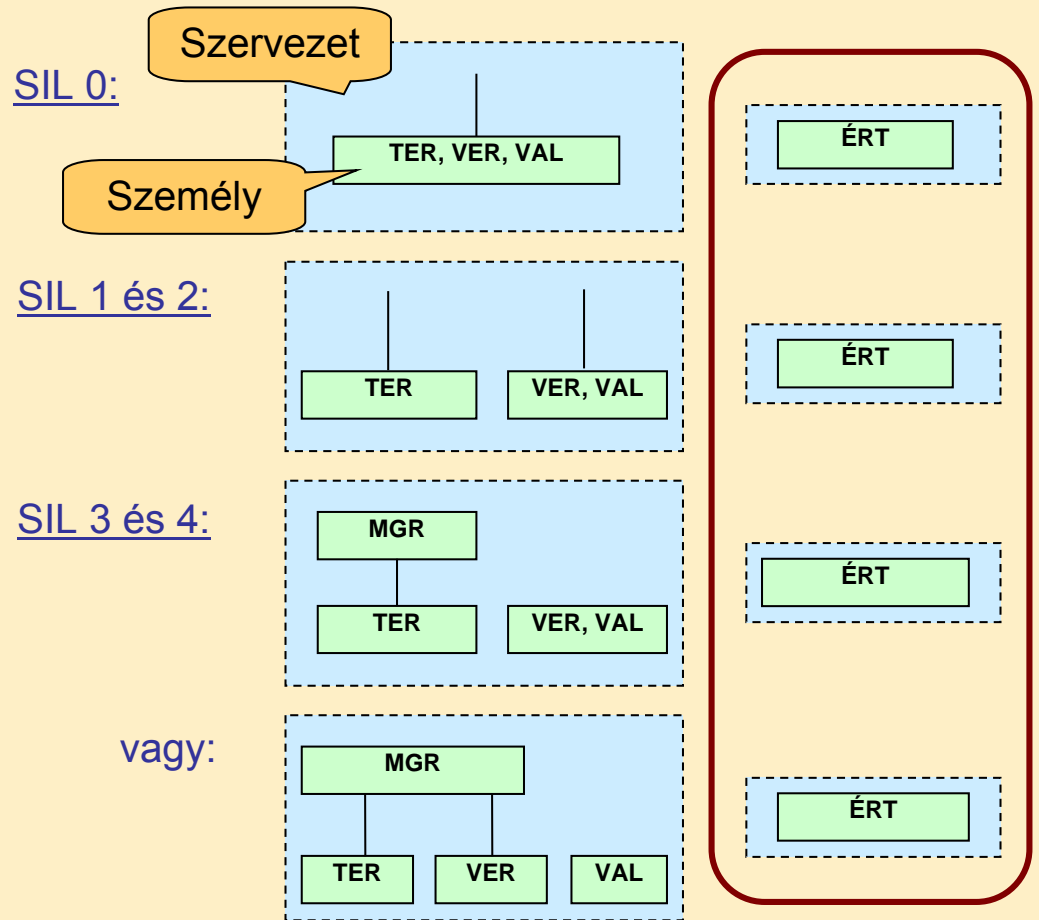 Szervezet
SIL 0:
TER, VER, VAL
ÉRT
Személy
SIL 1 és 2:
TER
VER, VAL
ÉRT
SIL 3 és 4:
MGR
TER
VER, VAL
ÉRT
vagy:
MGR
TER
VER
VAL
ÉRT